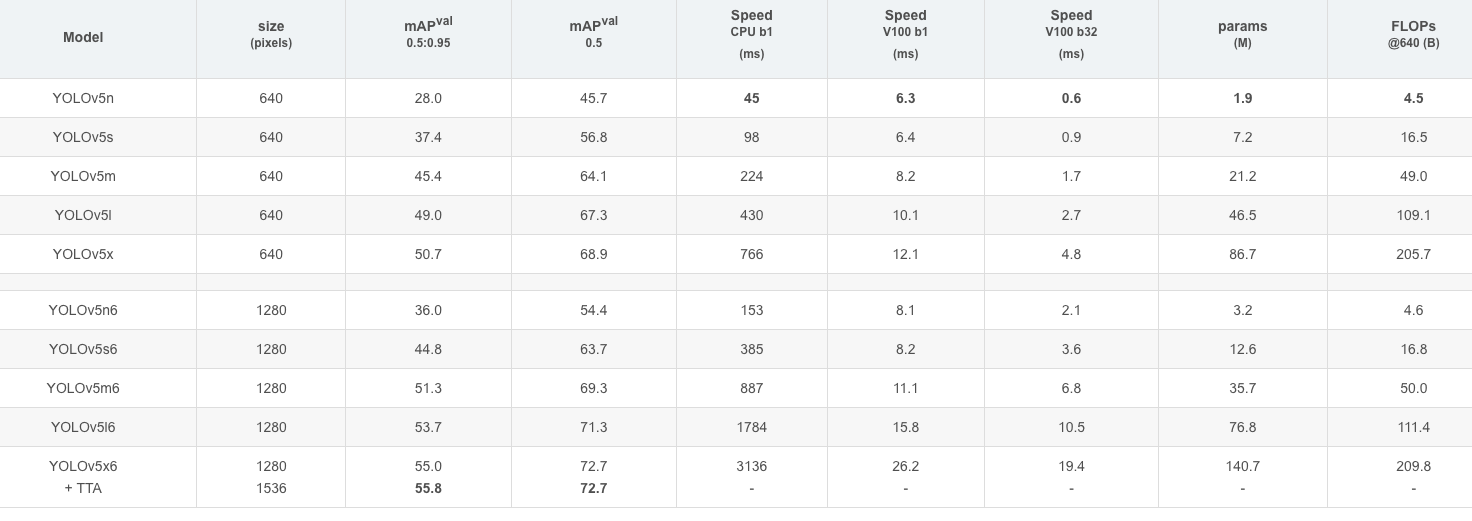 Model size (pixels) mAPval 0.5:0.95 mAPval 0.5 Speed CPU b1 (ms) Speed V100 b1 (ms) Speed V100 b32 (ms) params (M) FLOPs @640 (B)
YOLOv5n 640 28.0 45.7 45 6.3 0.6 1.9 4.5
YOLOv5s 640 37.4 56.8 98 6.4 0.9 7.2 16.5
YOLOv5m 640 45.4 64.1 224 8.2 1.7 21.2 49.0
YOLOv5l 640 49.0 67.3 430 10.1 2.7 46.5 109.1
YOLOv5x 640 50.7 68.9 766 12.1 4.8 86.7 205.7
YOLOv5n6 1280 36.0 54.4 153 8.1 2.1 3.2 4.6
YOLOv5s6 1280 44.8 63.7 385 8.2 3.6 12.6 16.8
YOLOv5m6 1280 51.3 69.3 887 11.1 6.8 35.7 50.0
YOLOv5l6 1280 53.7 71.3 1784 15.8 10.5 76.8 111.4
YOLOv5x6 1280 55.0 72.7 3136 26.2 19.4 140.7 209.8
+ TTA 1536 55.8 72.7 - - - - -